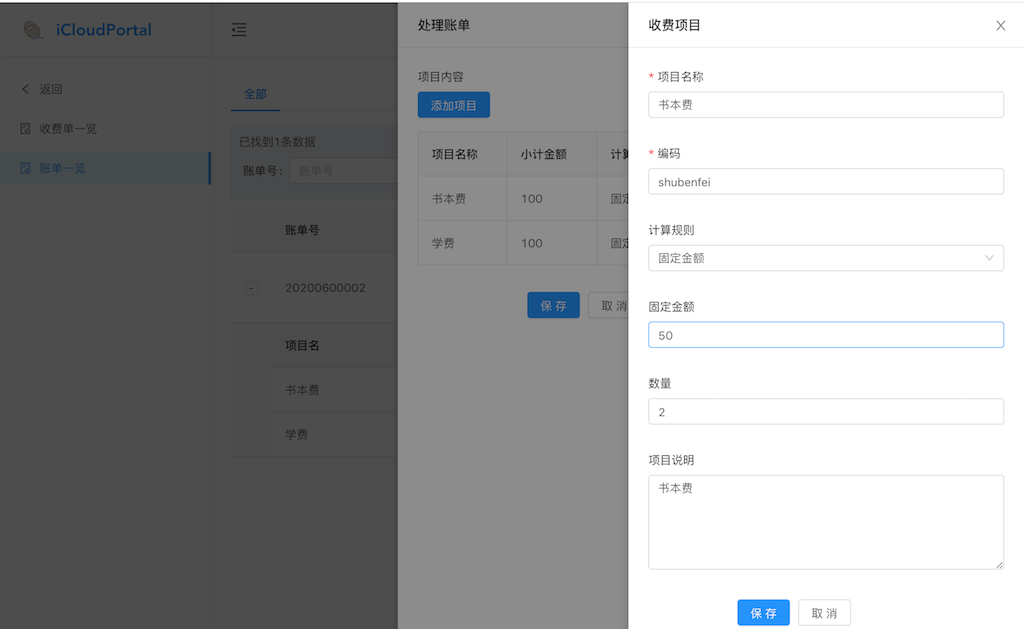 iCloudPortal
返回
收费单一览
账单一览
全部
已找到1条数据
账单号: 账单号
账单号
- 20200600002
项目名
书本费
学费
处理账单
项目内容
添加项目
项目名称 小计金额
书本费 100 固定
学费 100 固定
保 存 取 消
收费项目
* 项目名称
书本费
* 编码
shubenfei
计算规则
固定金额
固定金额
50
数量
2
项目说明
书本费
保 存 取 消